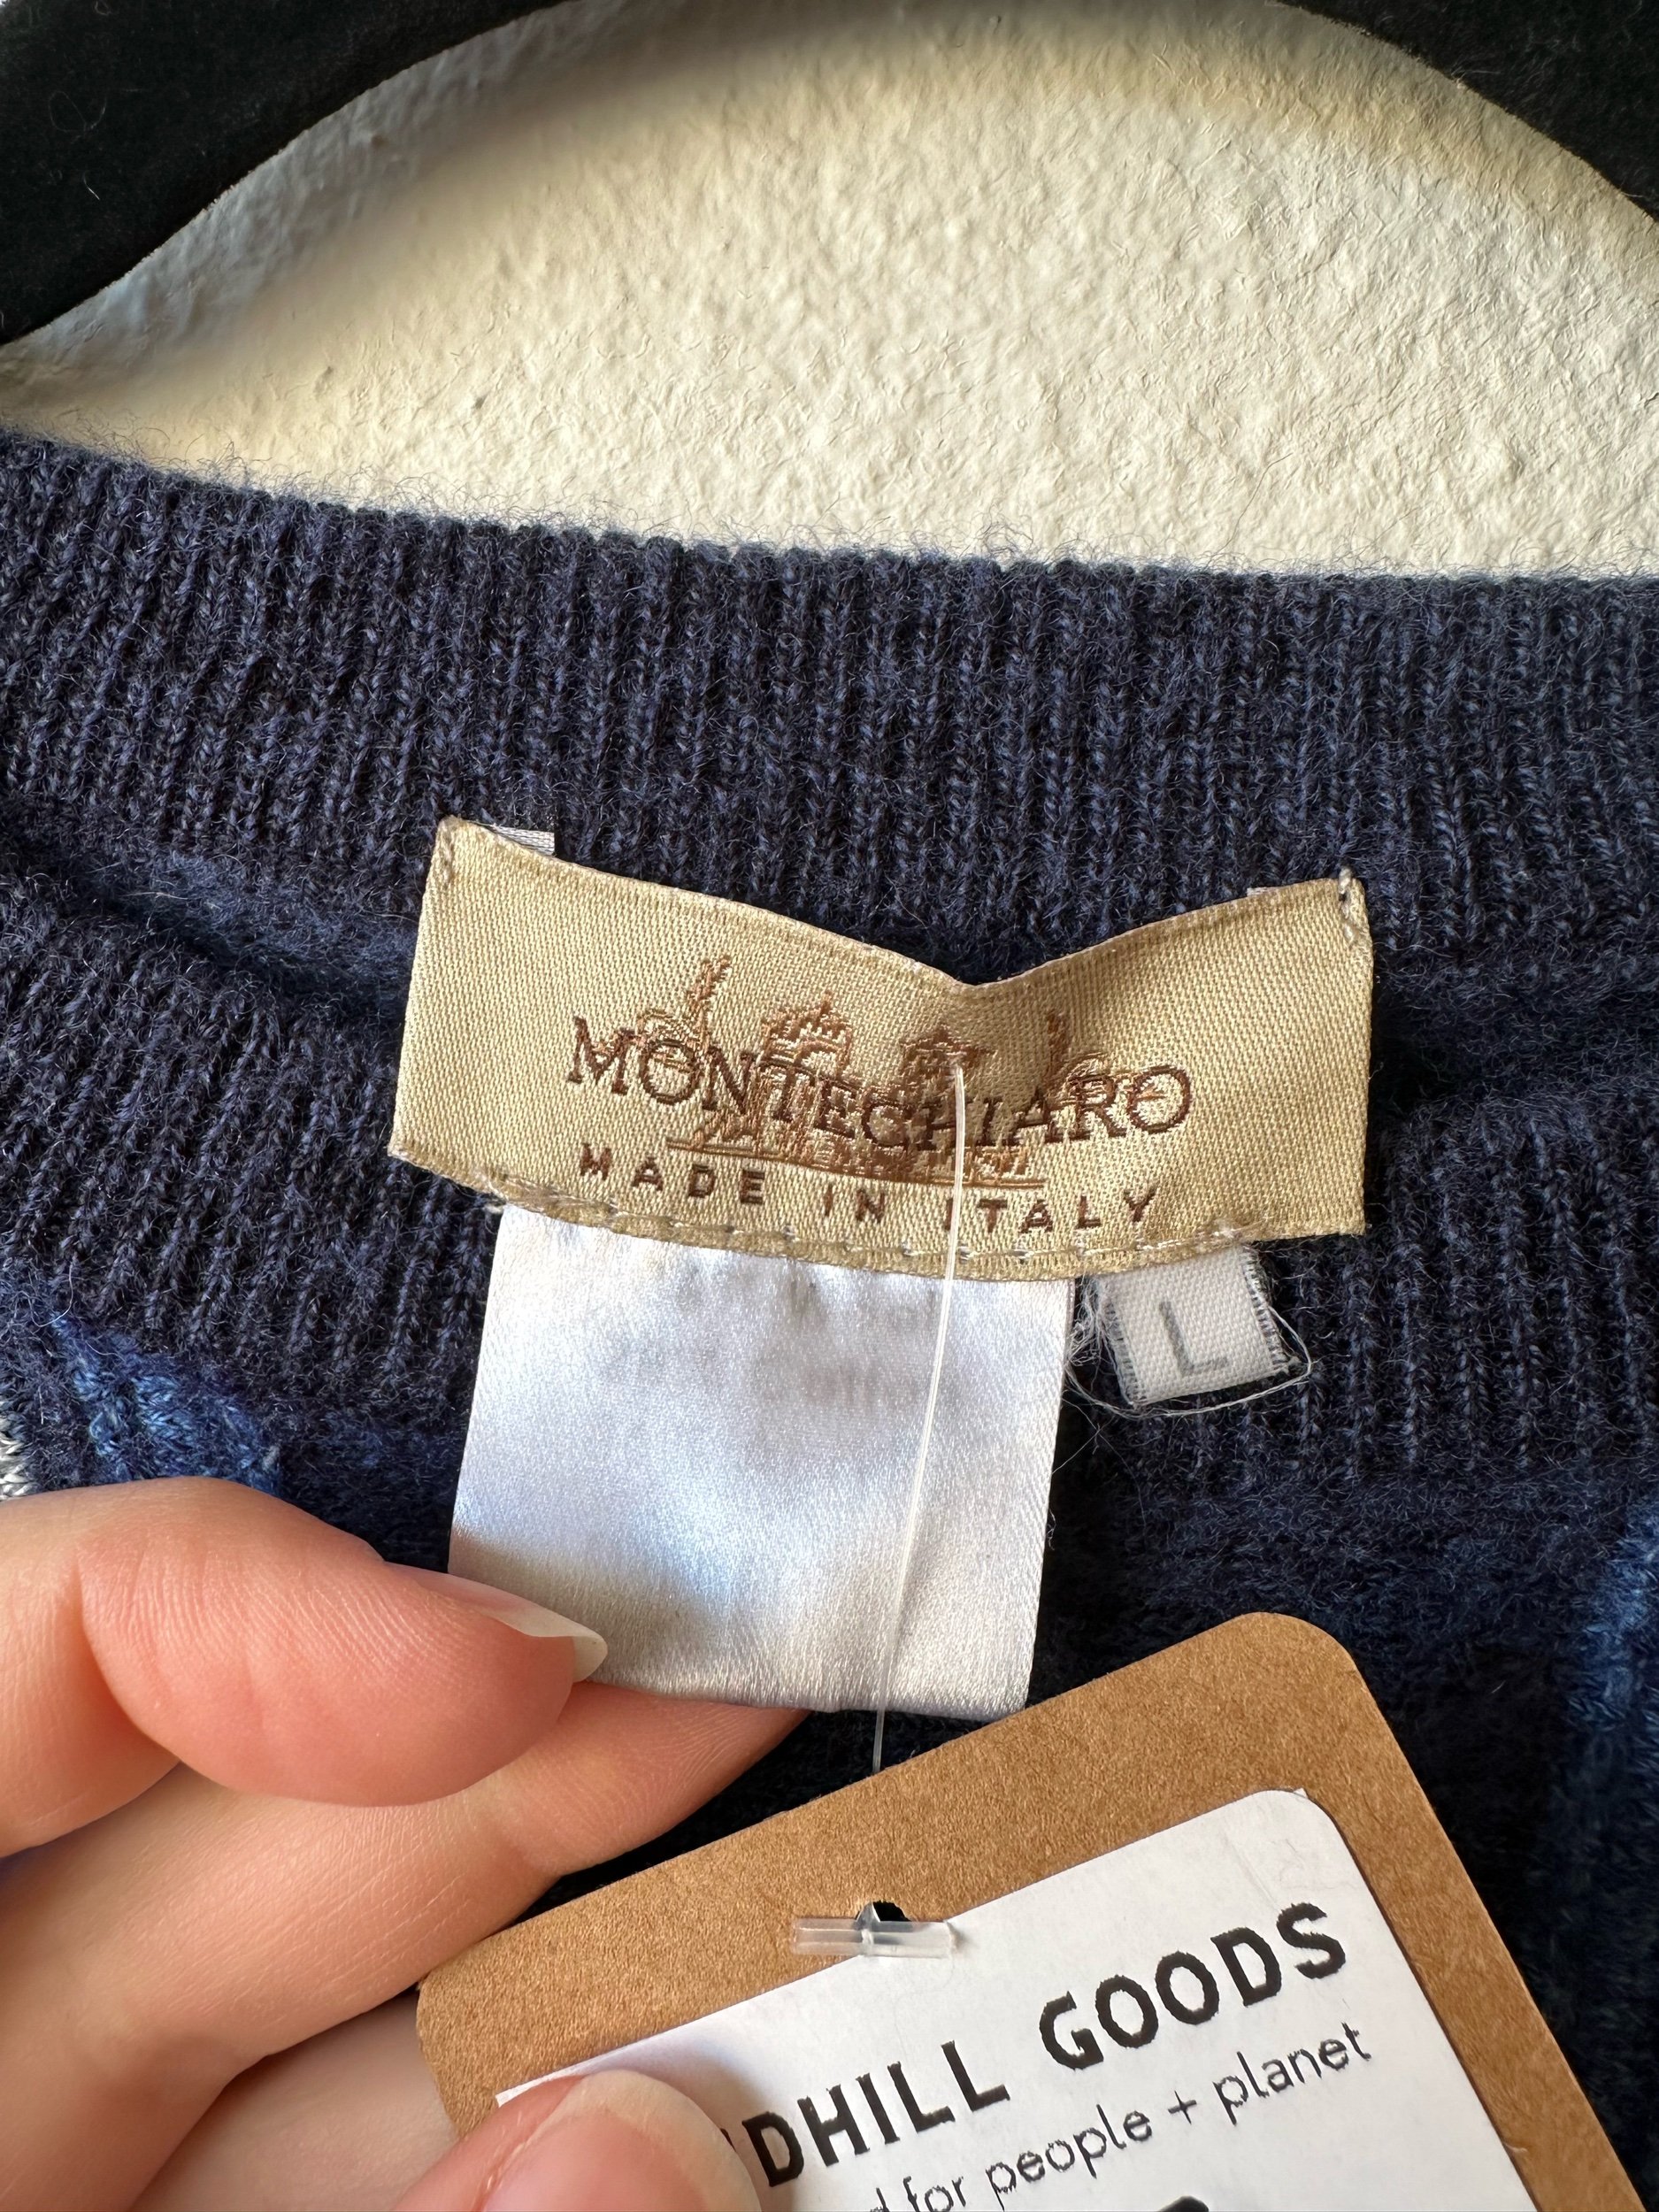 MONTECHIARO
MADE IN ITALY
L
DHILL GOODS
d for people + planet